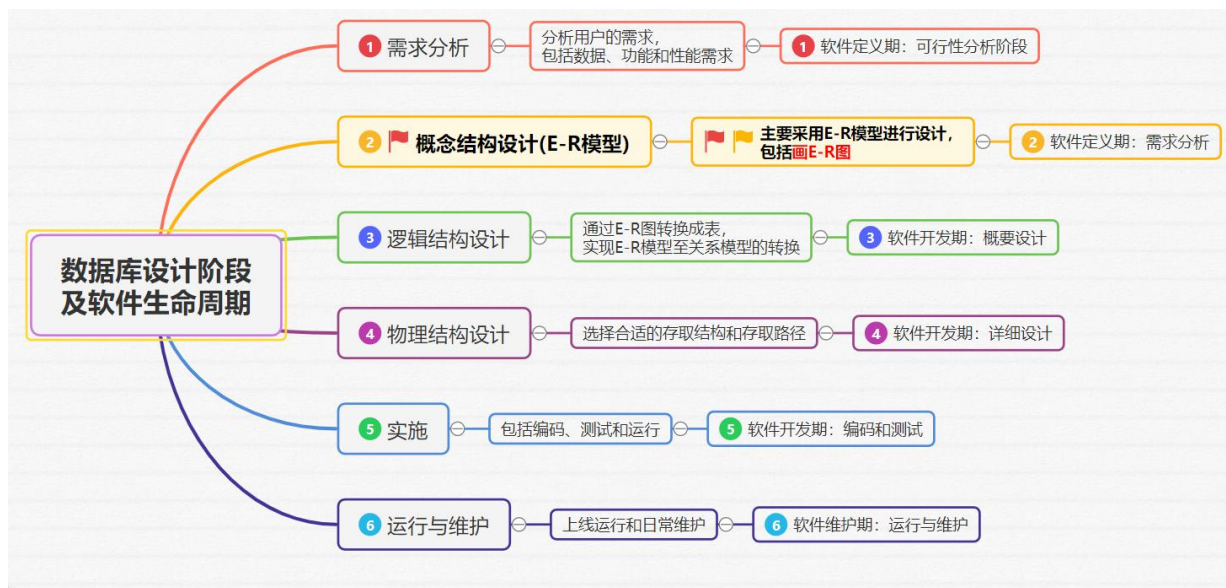 数据库设计阶段
及软件生命周期
1 需求分析
分析用户的需求，
包括数据、功能和性能需求
1 软件定义期：可行性分析阶段
2 概念结构设计(E-R模型)
主要采用E-R模型进行设计，
包括画E-R图
2 软件定义期：需求分析
3 逻辑结构设计
通过E-R图转换成表，
实现E-R模型至关系模型的转换
3 软件开发期：概要设计
4 物理结构设计
选择合适的存取结构和存取路径
4 软件开发期：详细设计
5 实施
包括编码、测试和运行
5 软件开发期：编码和测试
6 运行与维护
上线运行和日常维护
6 软件维护期：运行与维护